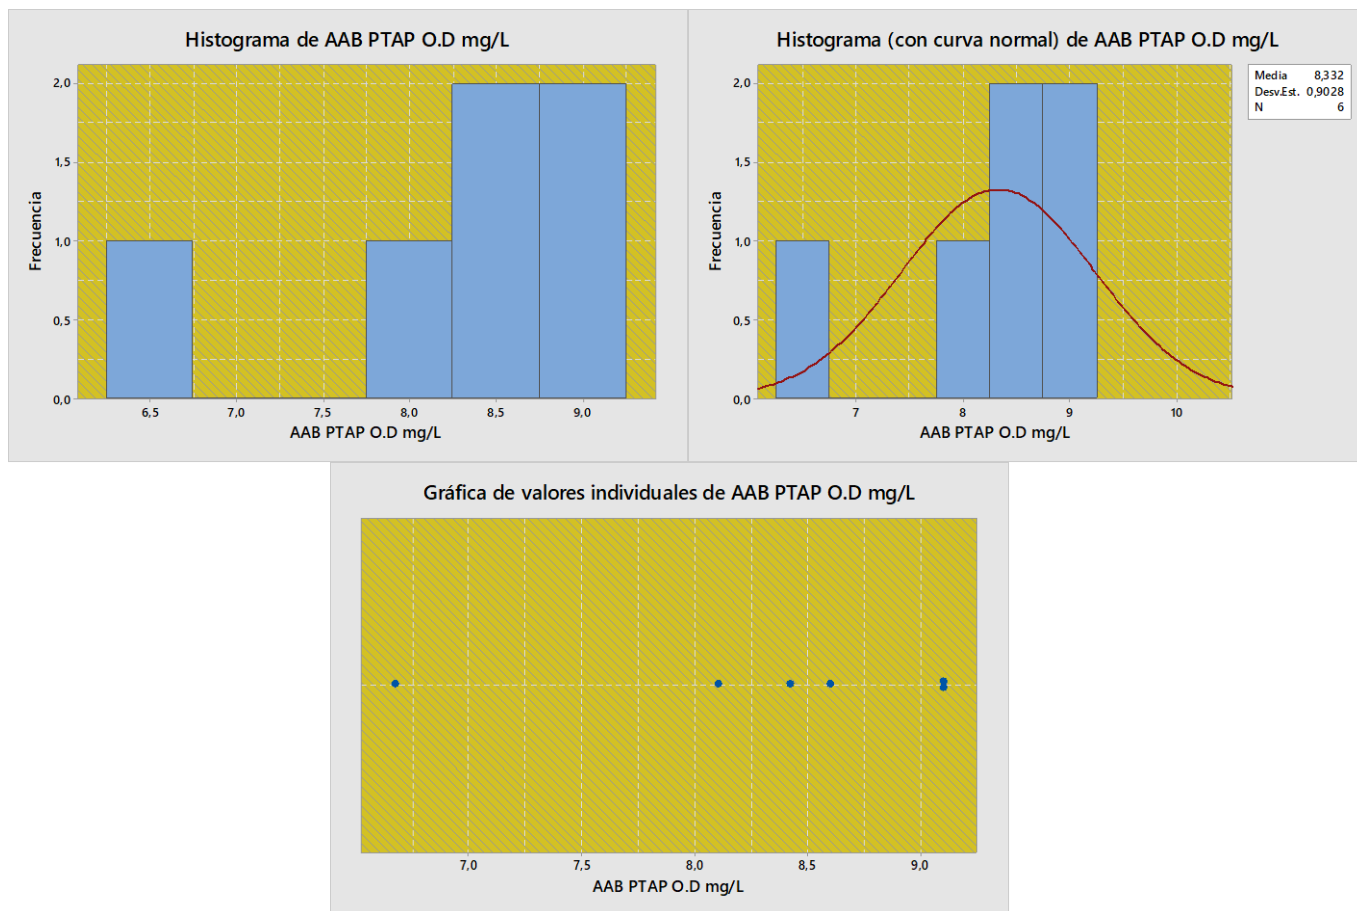 Histograma de AAB PTAP O.D mg/L
2,0
1,5
1,0
0,5
0,0
Frecuencia
6,5 7,0 7,5 8,0 8,5 9,0
AAB PTAP O.D mg/L
Histograma (con curva normal) de AAB PTAP O.D mg/L
Media 8,332
Desv.Est. 0,9028
N 6
2,0
1,5
1,0
0,5
0,0
Frecuencia
7 8 9 10
AAB PTAP O.D mg/L
Gráfica de valores individuales de AAB PTAP O.D mg/L
7,0 7,5 8,0 8,5 9,0
AAB PTAP O.D mg/L